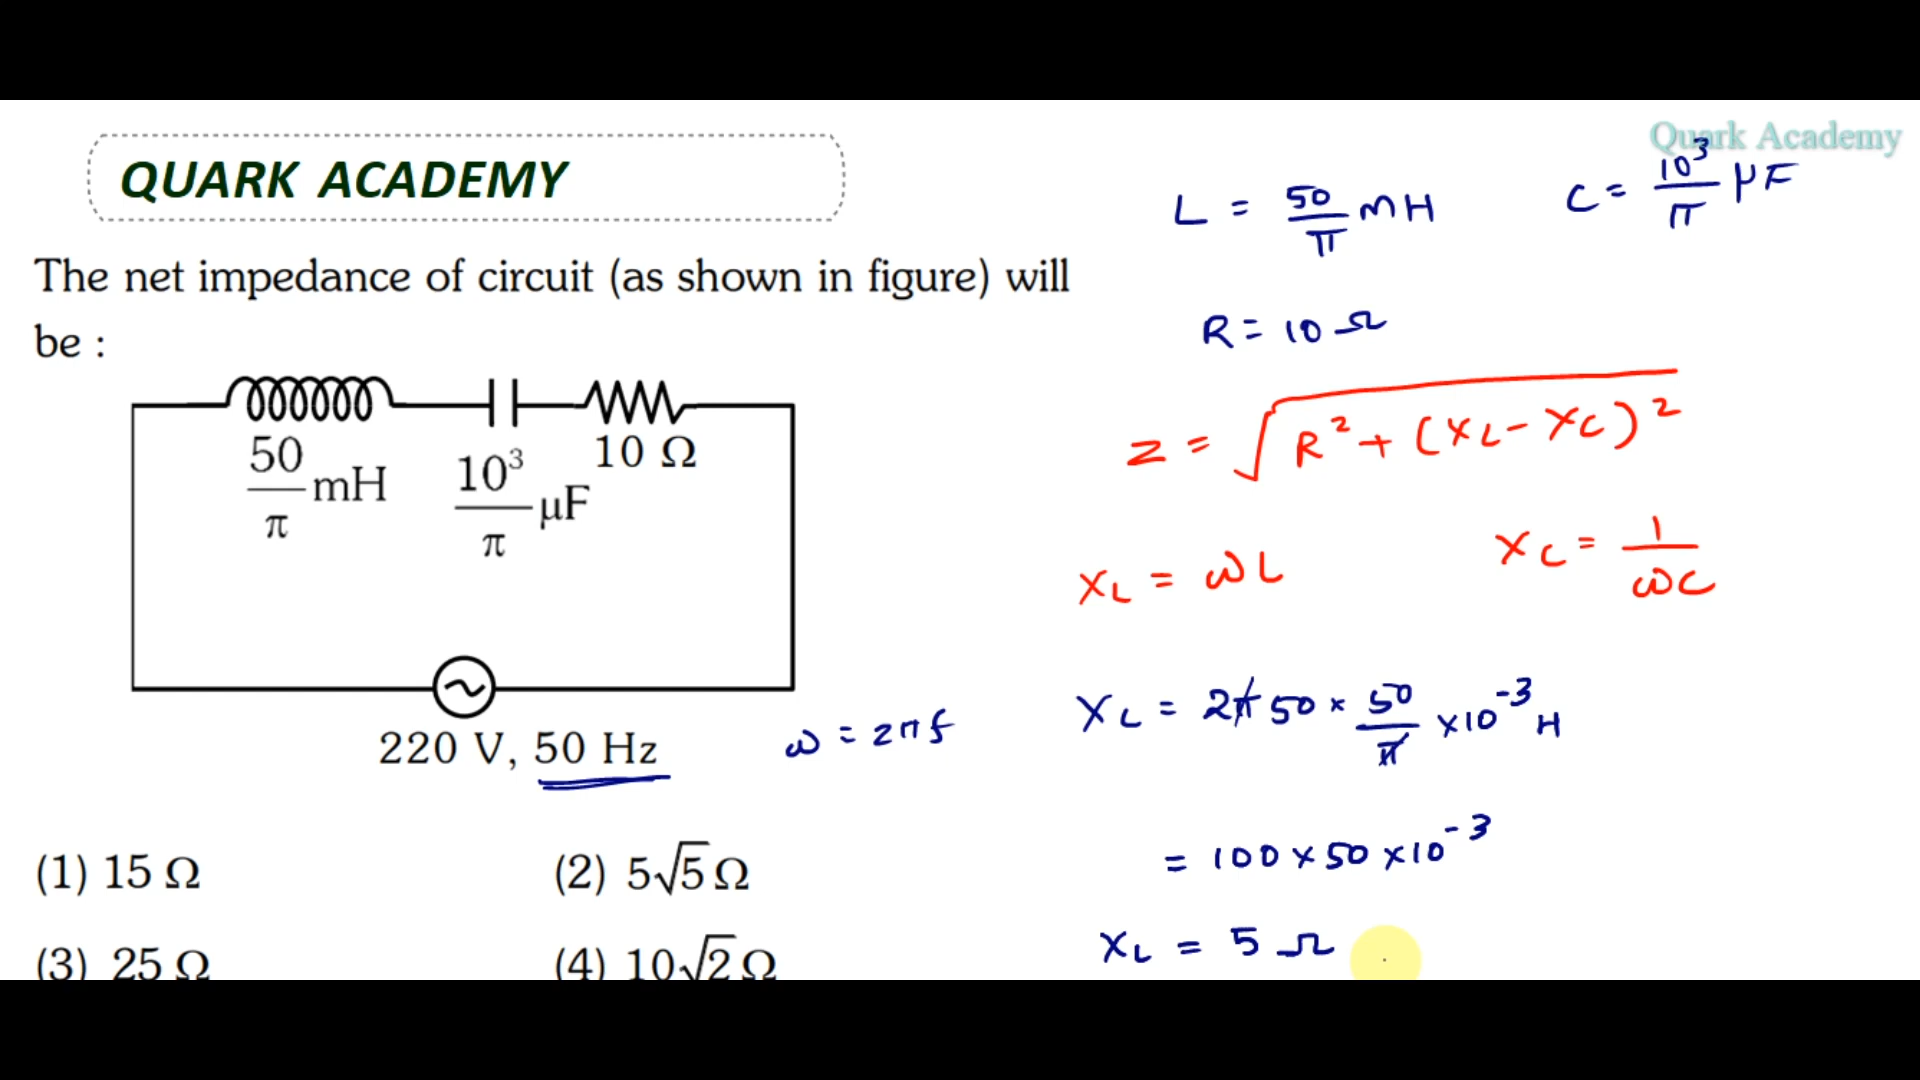 QUARK ACADEMY
Quark Academy
The net impedance of circuit (as shown in figure) will
be :
50/π mH
10³/π μF
10 Ω
220 V, 50 Hz
(1) 15 Ω
(2) 5√5 Ω
(3) 25 Ω
(4) 10√2 Ω
L = 50/π mH
C = 10³/π μF
R = 10 Ω
Z = √R² + (XL - XC)²
XL = ωL
XC = 1/ωC
ω = 2πf
XL = 2π50 × 50/π × 10⁻³ H
= 100 × 50 × 10⁻³
XL = 5 Ω